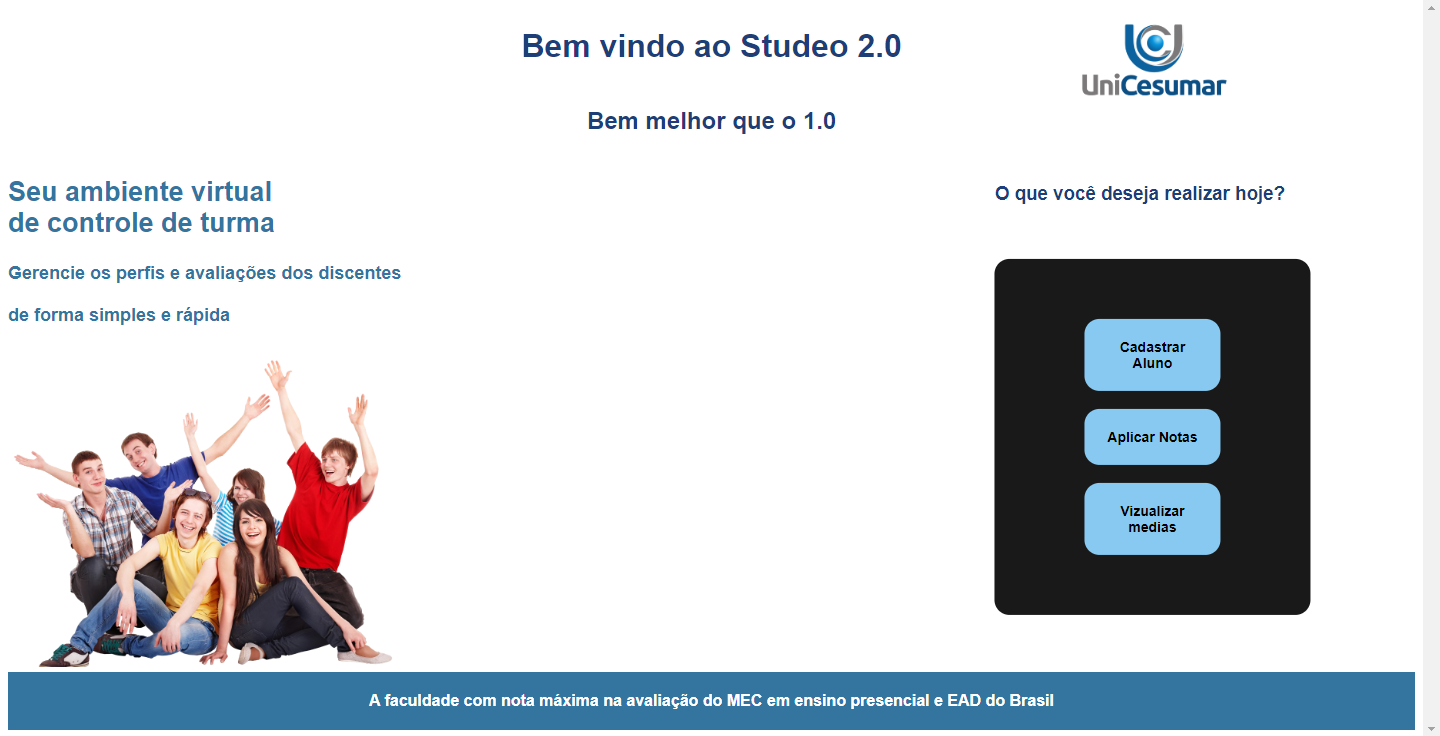 Bem vindo ao Studeo 2.0
UniCesumar
Bem melhor que o 1.0
Seu ambiente virtual
de controle de turma
Gerencie os perfis e avaliações dos discentes
de forma simples e rápida
O que você deseja realizar hoje?
Cadastrar
Aluno
Aplicar Notas
Vizualizar
medias
A faculdade com nota máxima na avaliação do MEC em ensino presencial e EAD do Brasil